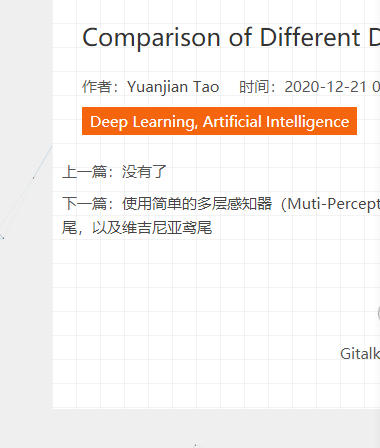 Comparison of Different D
作者：Yuanjian Tao 时间：2020-12-21 0
Deep Learning, Artificial Intelligence
上一篇：没有了
下一篇：使用简单的多层感知器（Muti-Percept
尾，以及维吉尼亚鸢尾
Gitalk